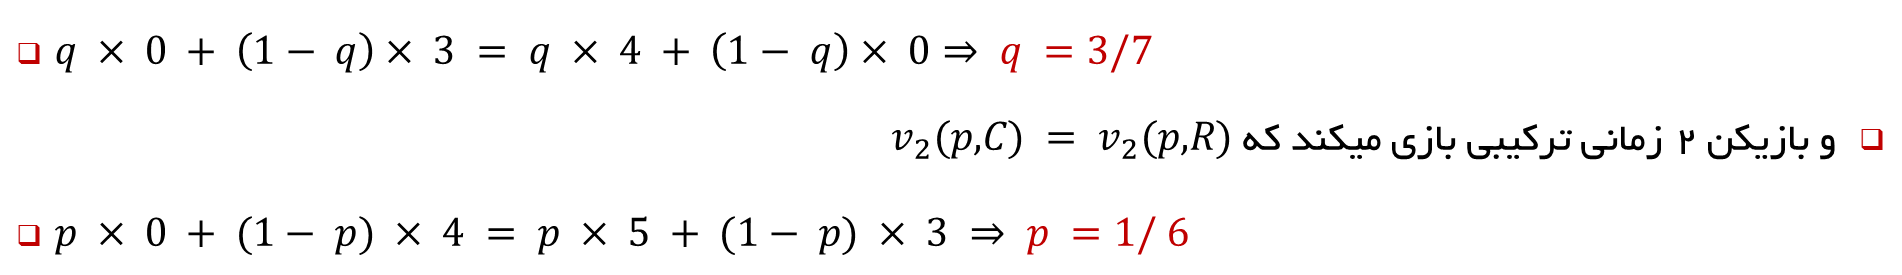 ❑ q × 0 + (1 − q) × 3 = q × 4 + (1 − q) × 0 ⇒ q = 3/7
❑ و بازیکن ۲ زمانی ترکیبی بازی میکند که v₂(p,C) = v₂(p,R)
❑ p × 0 + (1 − p) × 4 = p × 5 + (1 − p) × 3 ⇒ p = 1/ 6